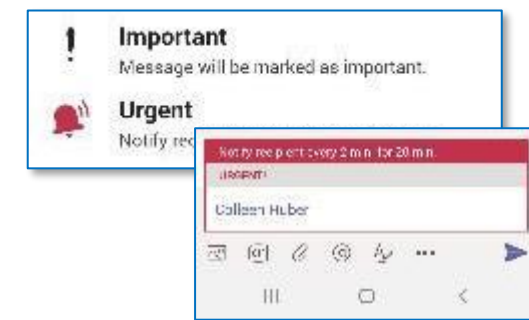 Important
Message will be marked as important.
Urgent
Notify rec
Notify recipient every 2 min for 20 min.
URGENT!
Colleen Huber